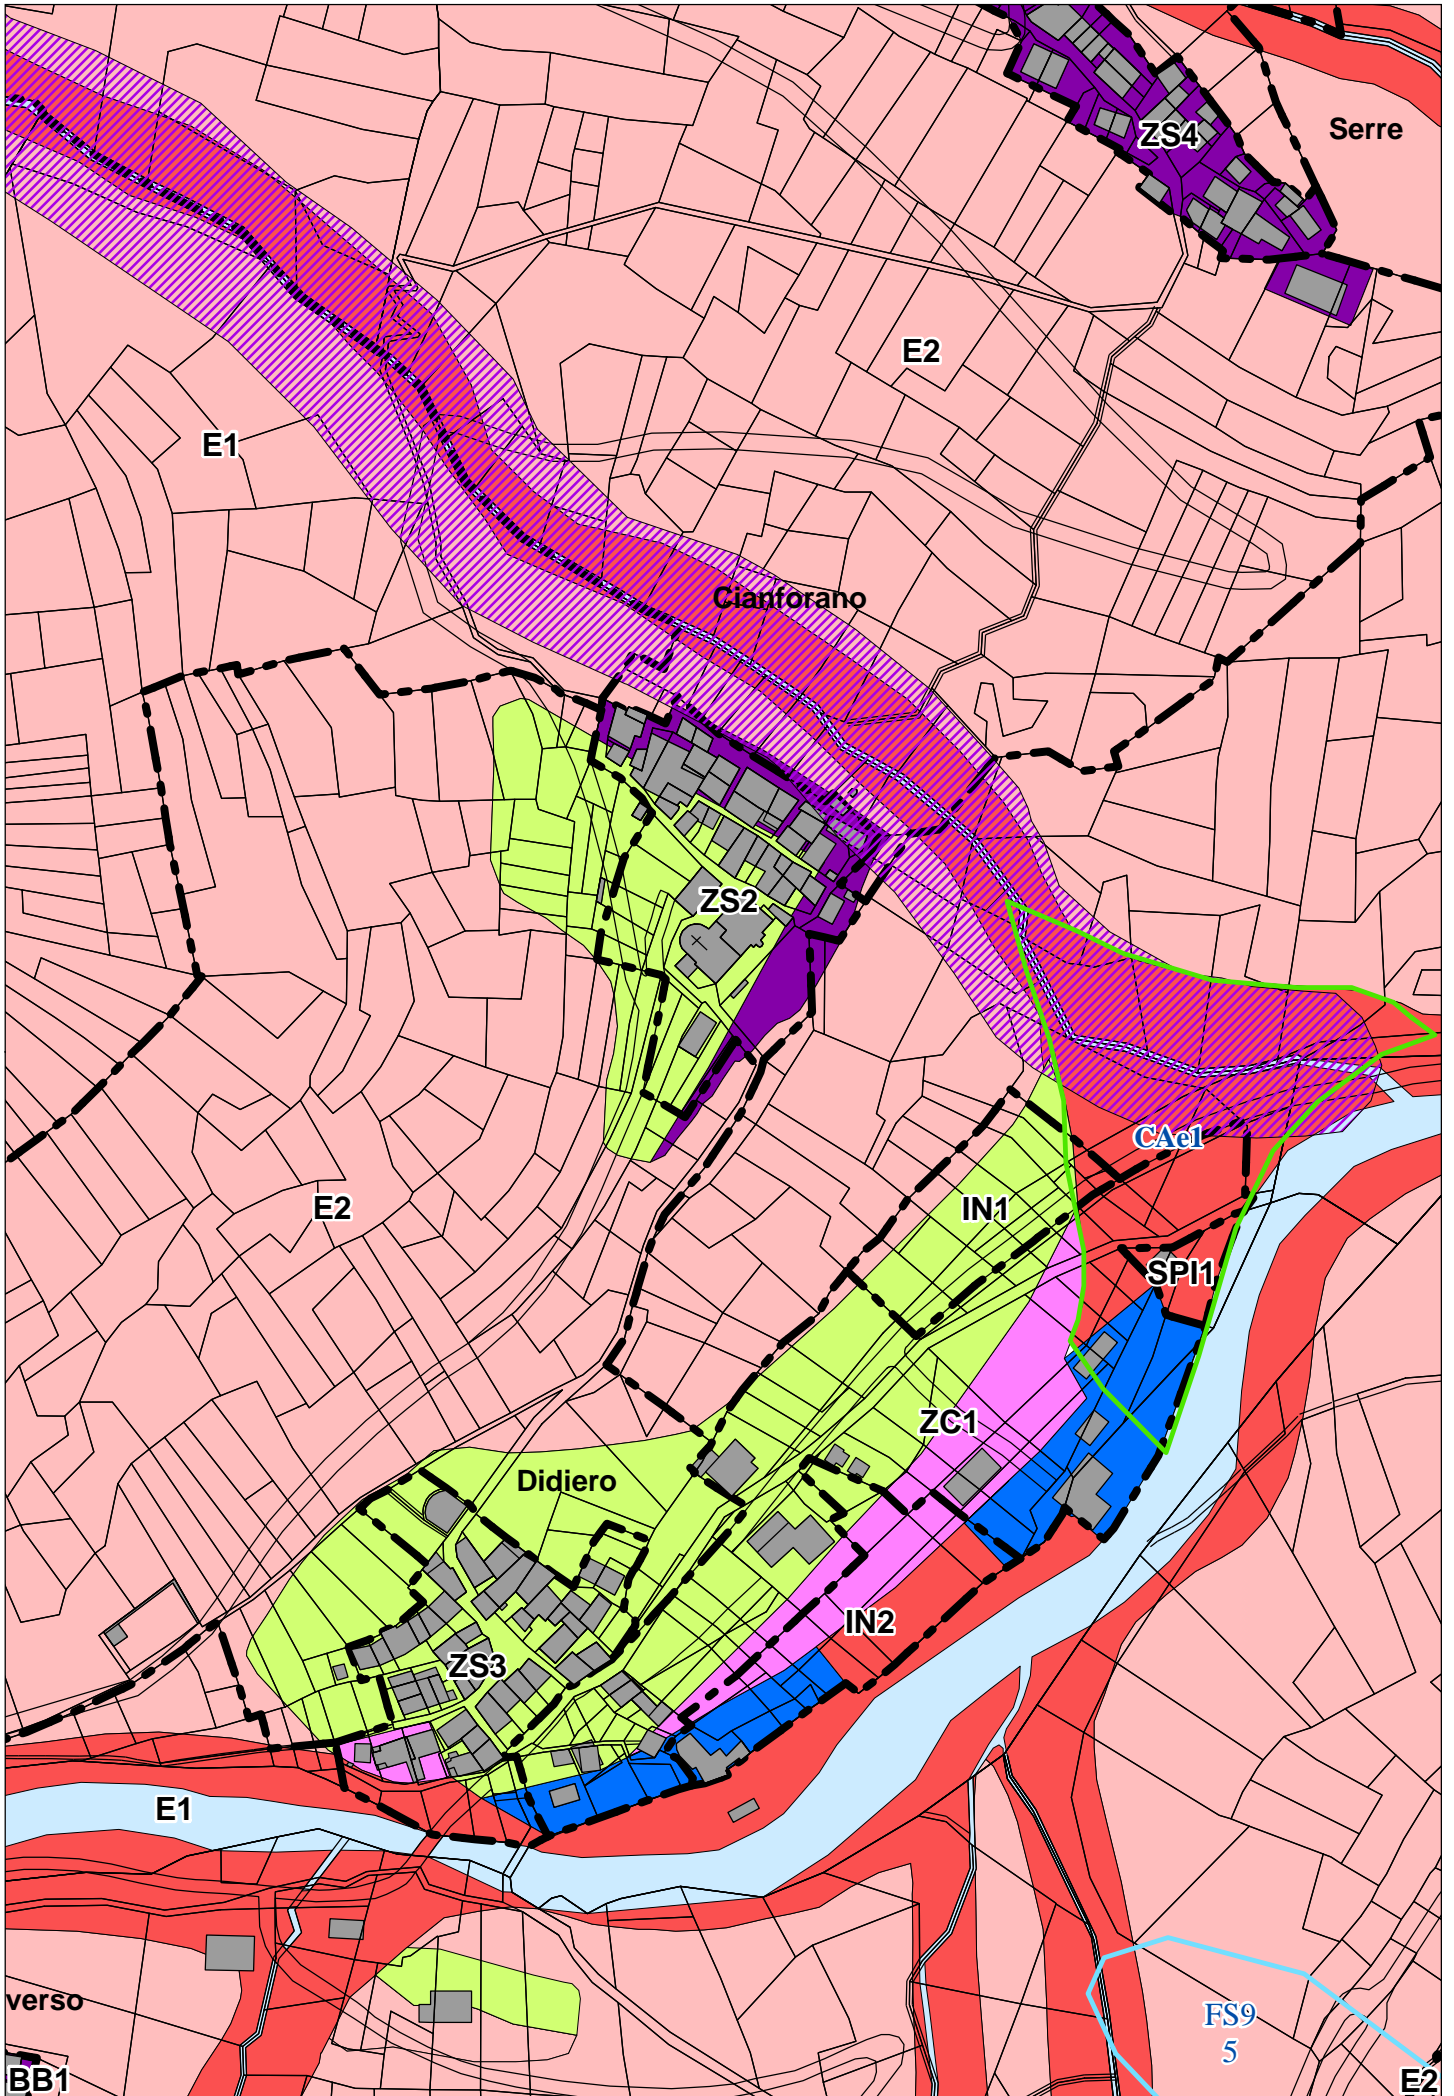 ZS4
Serre
E2
E1
Cianforano
ZS2
CAe1
E2
IN1
SPI1
ZC1
Didiero
IN2
ZS3
E1
verso
FS9
5
BB1
E2